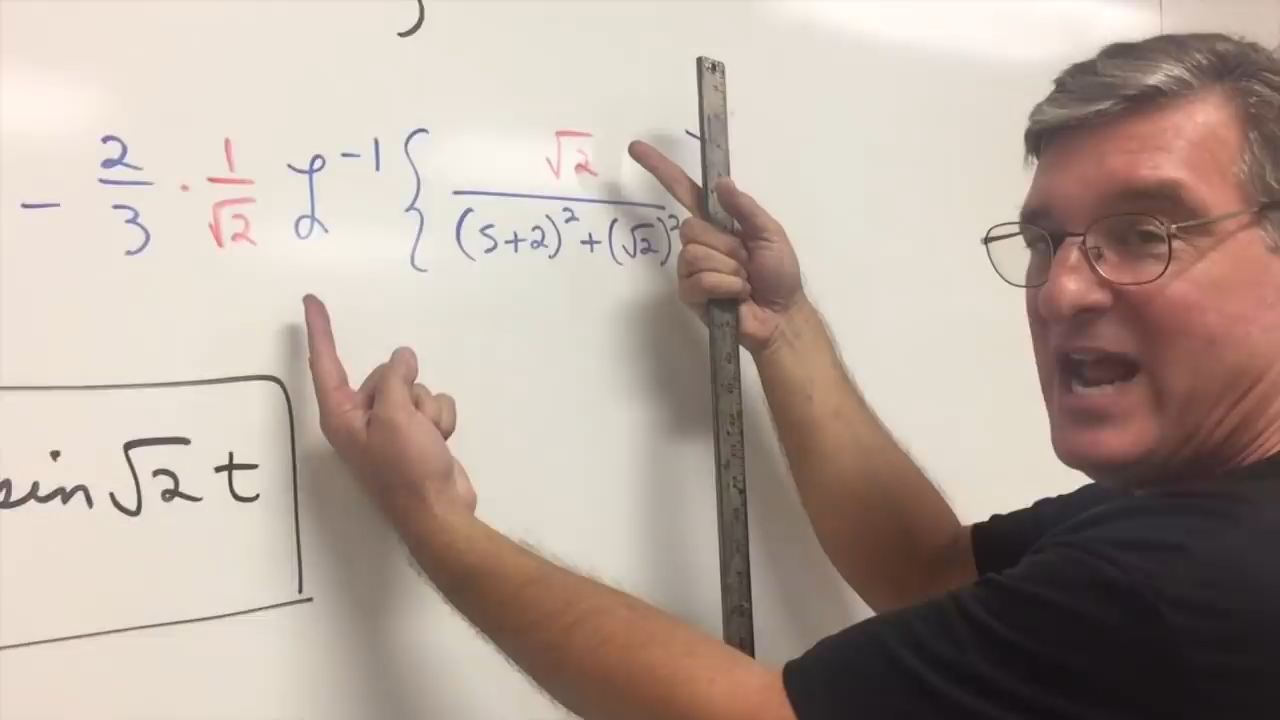 - 2/3 · 1/√2 ℒ⁻¹ { √2 / (s+2)² + (√2)²
sin √2 t